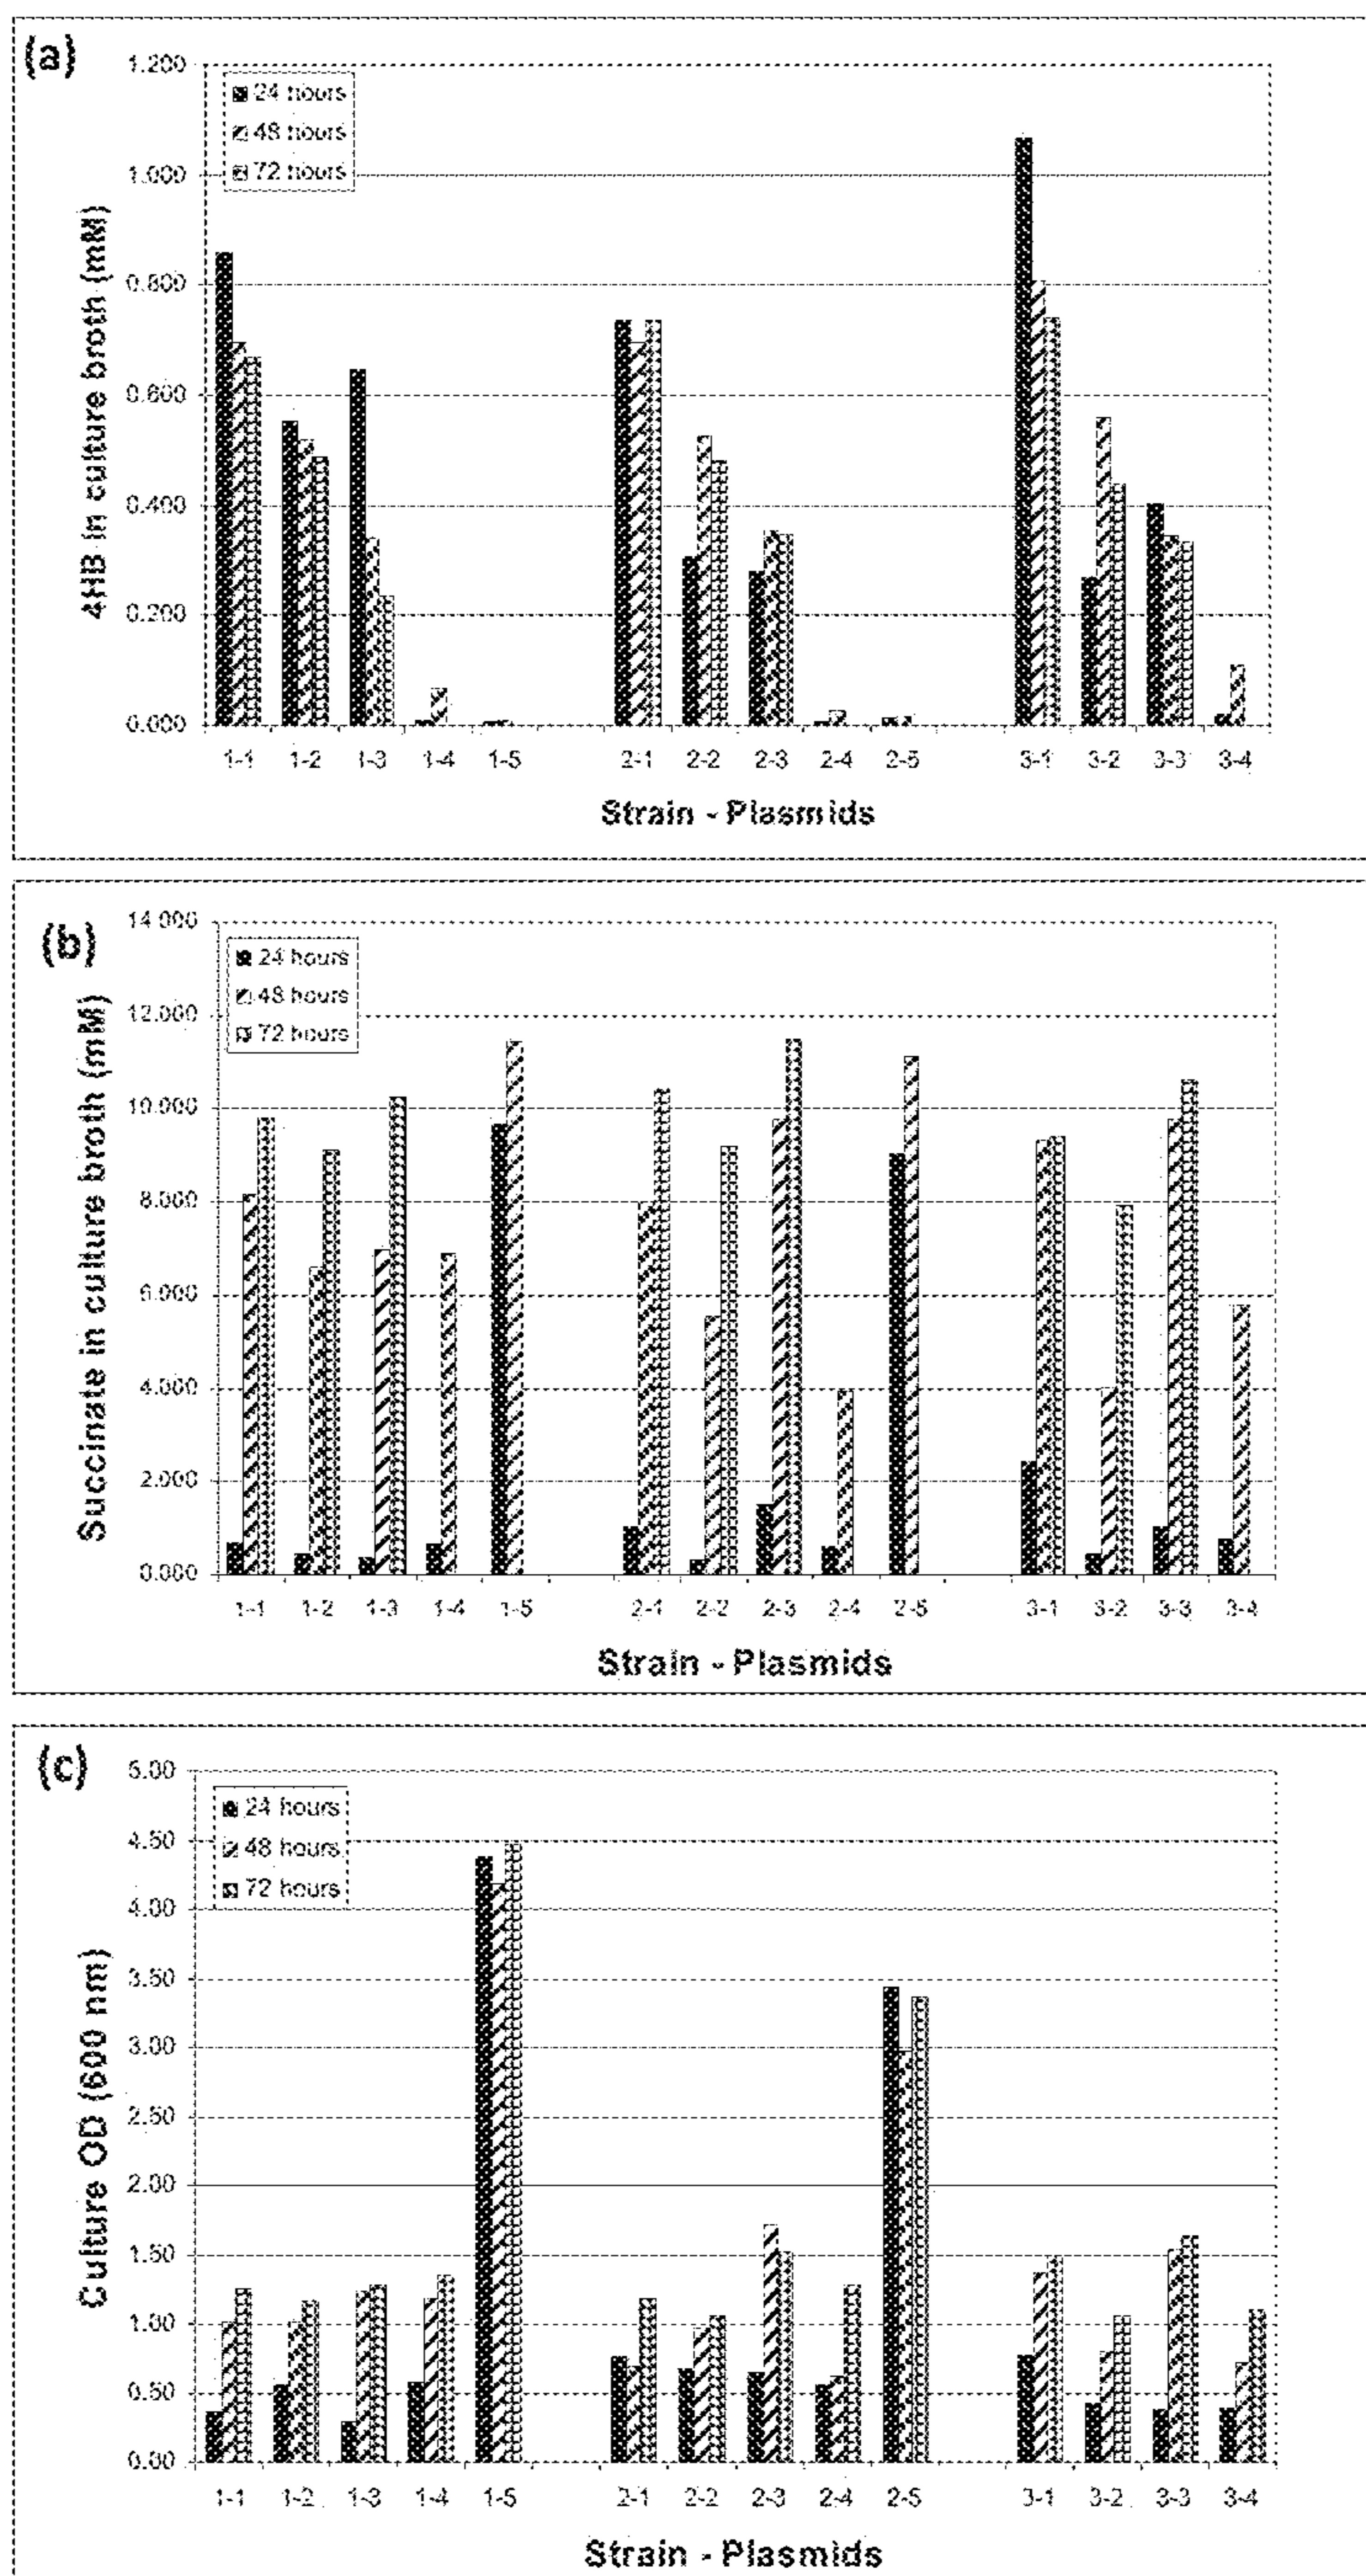 (a)
4HB in culture broth (mM)
1.200
1.000
0.800
0.600
0.400
0.200
0.000
24 hours
48 hours
72 hours
1-1 1-2 1-3 1-4 1-5 2-1 2-2 2-3 2-4 2-5 3-1 3-2 3-3 3-4
Strain - Plasmids
(b)
Succinate in culture broth (mM)
14.000
12.000
10.000
8.000
6.000
4.000
2.000
0.000
24 hours
48 hours
72 hours
1-1 1-2 1-3 1-4 1-5 2-1 2-2 2-3 2-4 2-5 3-1 3-2 3-3 3-4
Strain - Plasmids
(c)
Culture OD (600 nm)
5.00
4.50
4.00
3.50
3.00
2.50
2.00
1.50
1.00
0.50
0.00
24 hours
48 hours
72 hours
1-1 1-2 1-3 1-4 1-5 2-1 2-2 2-3 2-4 2-5 3-1 3-2 3-3 3-4
Strain - Plasmids